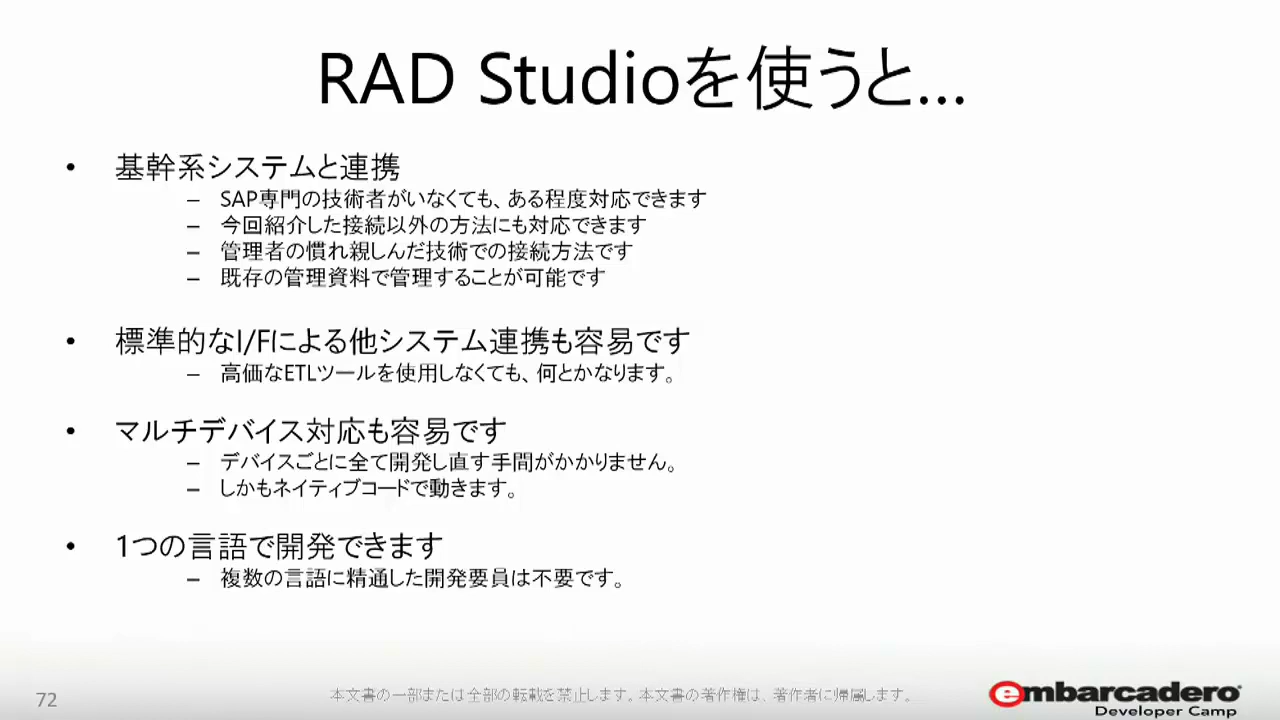 RAD Studioを使うと…
• 基幹系システムと連携
– SAP専門の技術者がいなくても、ある程度対応できます
– 今回紹介した接続以外の方法にも対応できます
– 管理者の慣れ親しんだ技術での接続方法です
– 既存の管理資料で管理することが可能です
• 標準的なI/Fによる他システム連携も容易です
– 高価なETLツールを使用しなくても、何とかなります。
• マルチデバイス対応も容易です
– デバイスごとに全て開発し直す手間がかかりません。
– しかもネイティブコードで動きます。
• 1つの言語で開発できます
– 複数の言語に精通した開発要員は不要です。
72
本文書の一部または全部の転載を禁止します。本文書の著作権は、著作者に帰属します。
embarcadero®
Developer Camp